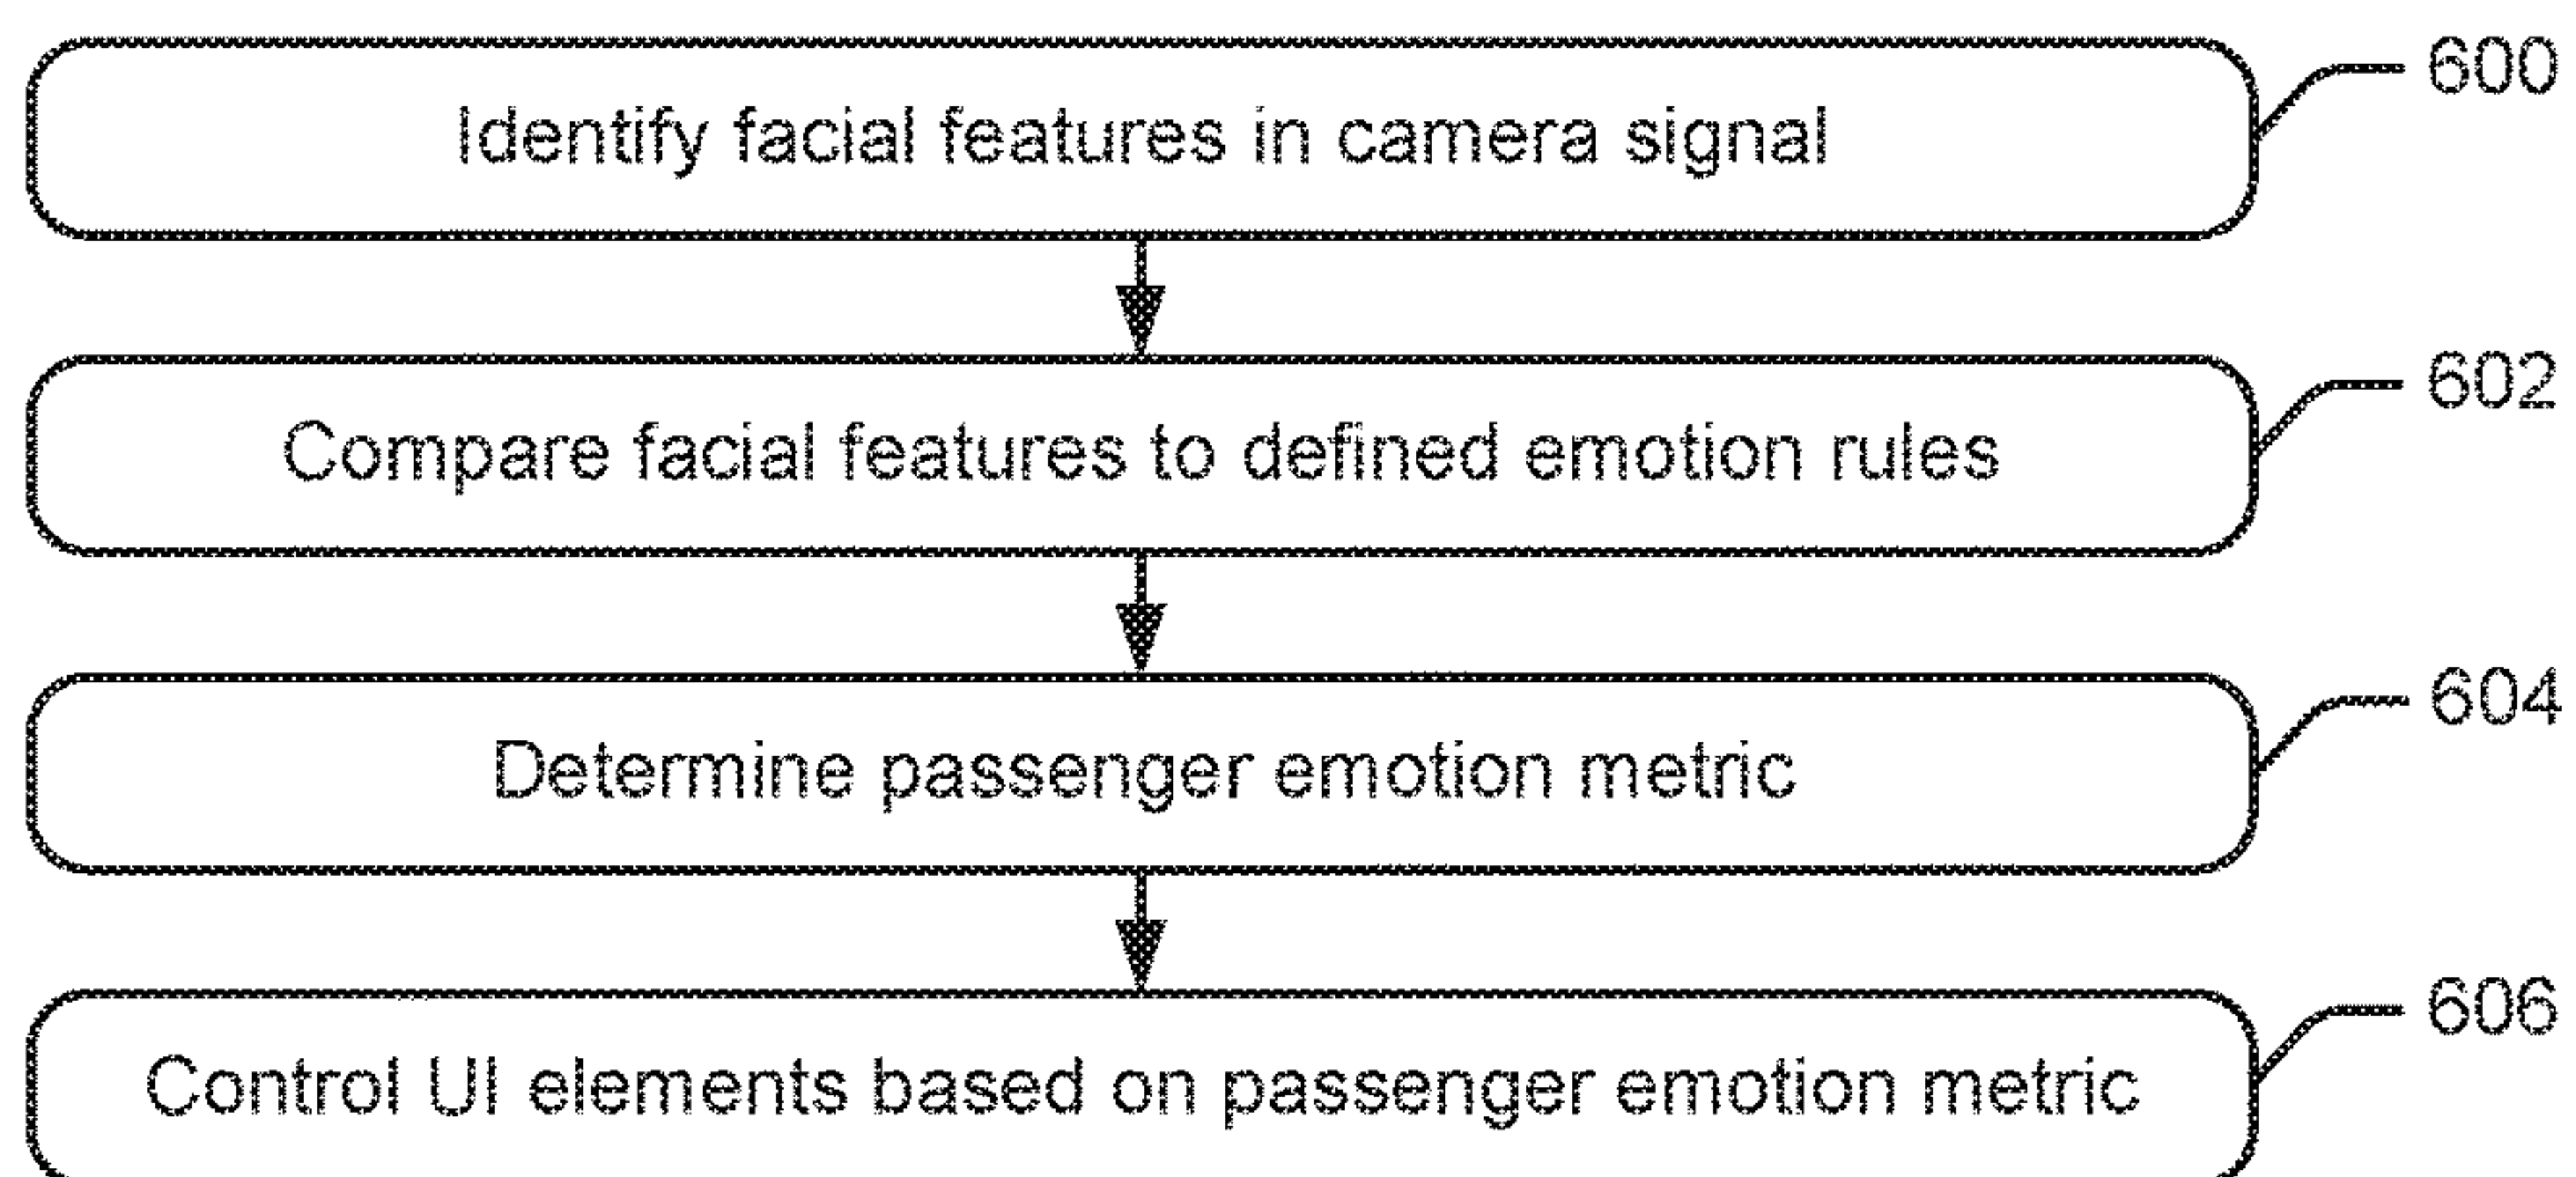 Identify facial features in camera signal
600
Compare facial features to defined emotion rules
602
Determine passenger emotion metric
604
Control UI elements based on passenger emotion metric
606